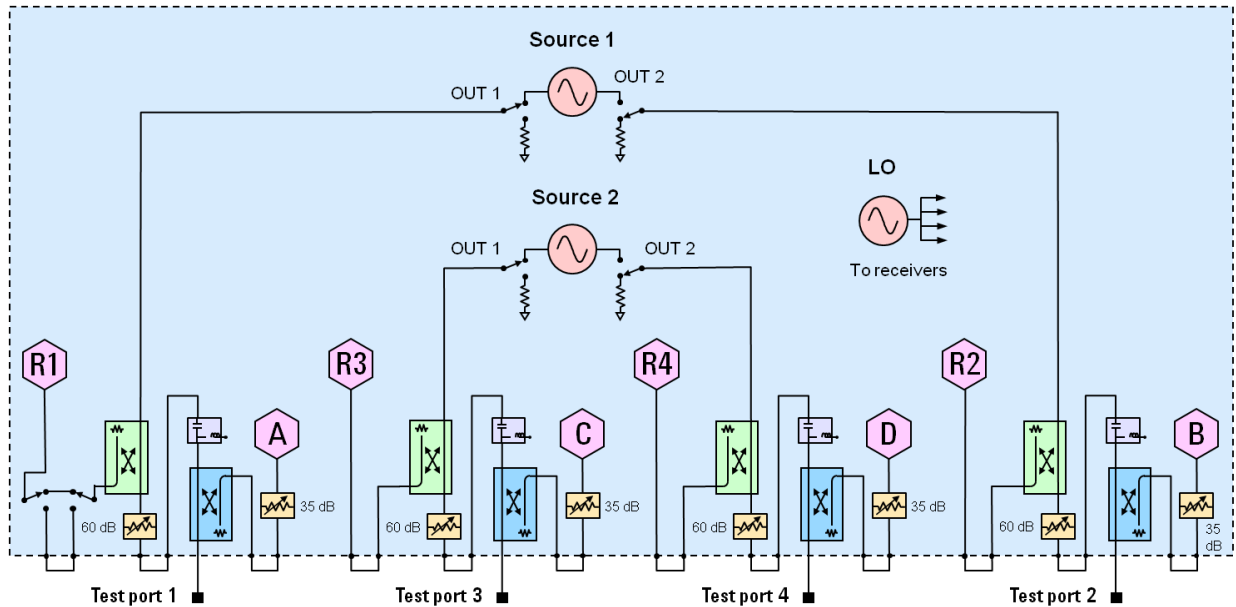 Source 1
OUT 1
OUT 2
LO
Source 2
OUT 1
OUT 2
To receivers
R1
R3
R4
R2
A
C
D
B
60 dB
35 dB
60 dB
35 dB
60 dB
35 dB
60 dB
35
dB
Test port 1
Test port 3
Test port 4
Test port 2